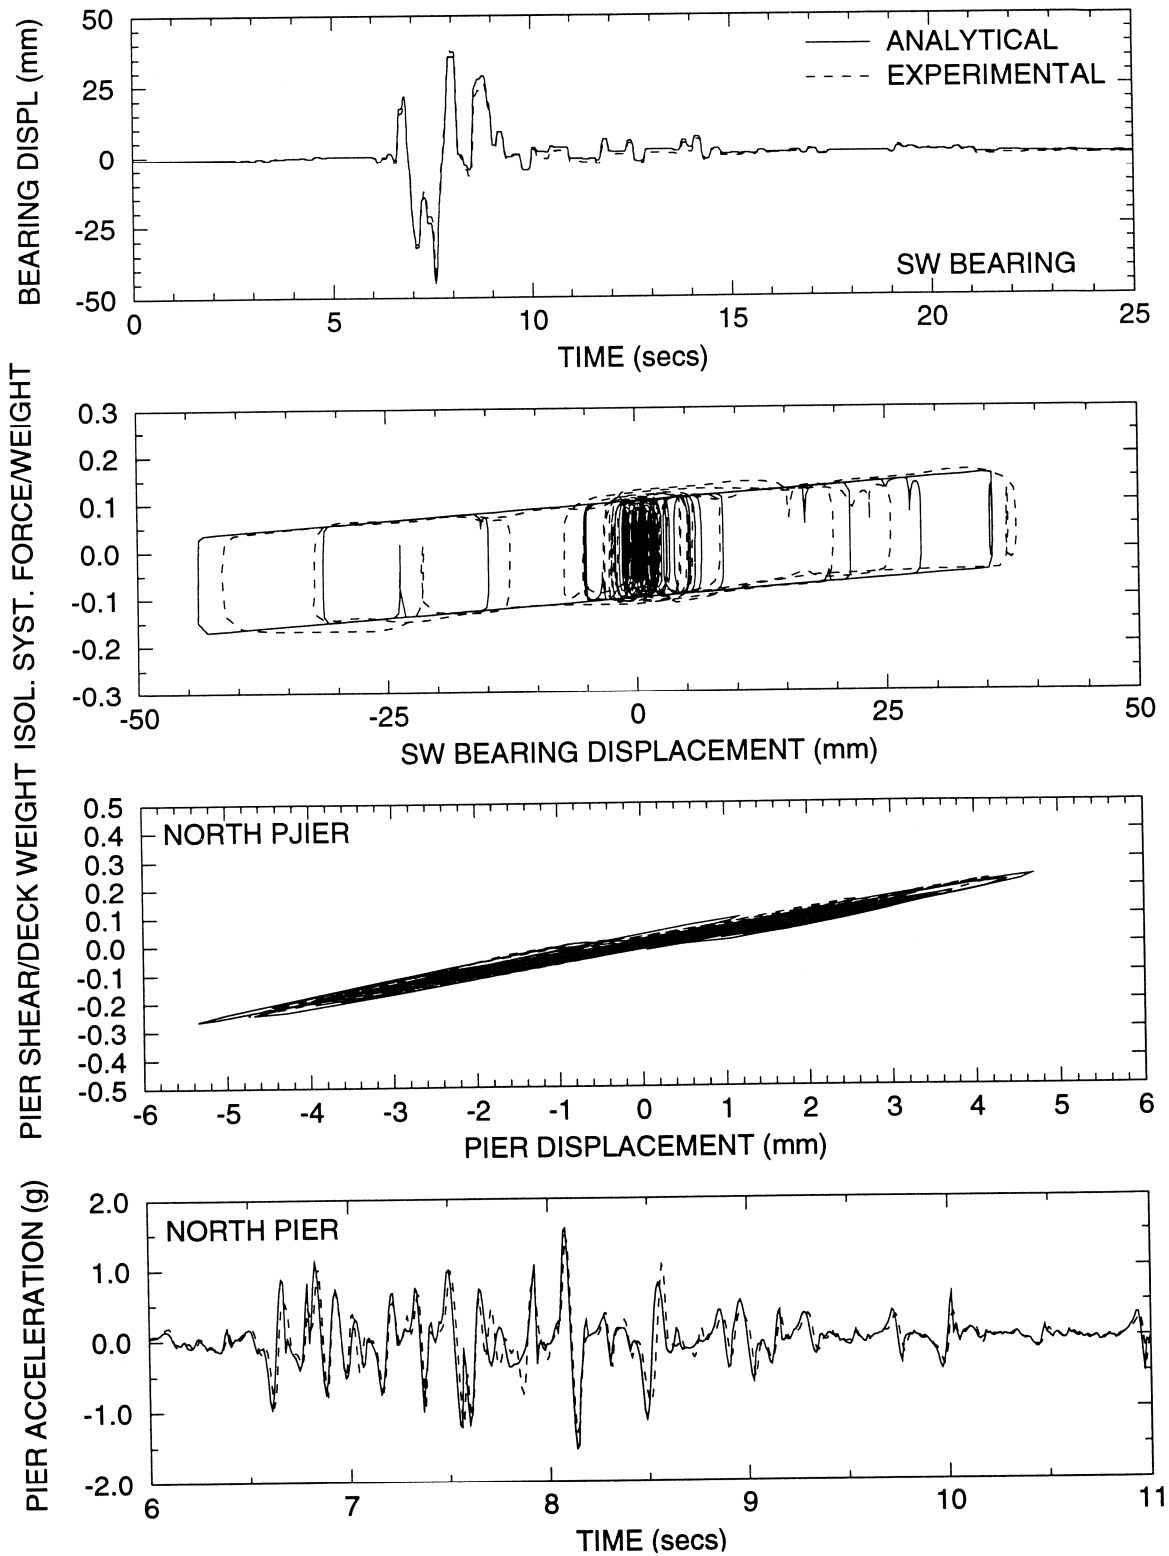 BEARING DISPL (mm)
50
25
0
-25
-50
ANALYTICAL
EXPERIMENTAL
SW BEARING
0 5 10 15 20 25
TIME (secs)
ISOL. SYST. FORCE/WEIGHT
0.3
0.2
0.1
0.0
-0.1
-0.2
-0.3
-50 -25 0 25 50
SW BEARING DISPLACEMENT (mm)
PIER SHEAR/DECK WEIGHT
0.5
0.4
0.3
0.2
0.1
0.0
-0.1
-0.2
-0.3
-0.4
-0.5
NORTH PJIER
-6 -5 -4 -3 -2 -1 0 1 2 3 4 5 6
PIER DISPLACEMENT (mm)
PIER ACCELERATION (g)
2.0
1.0
0.0
-1.0
-2.0
NORTH PIER
6 7 8 9 10 11
TIME (secs)